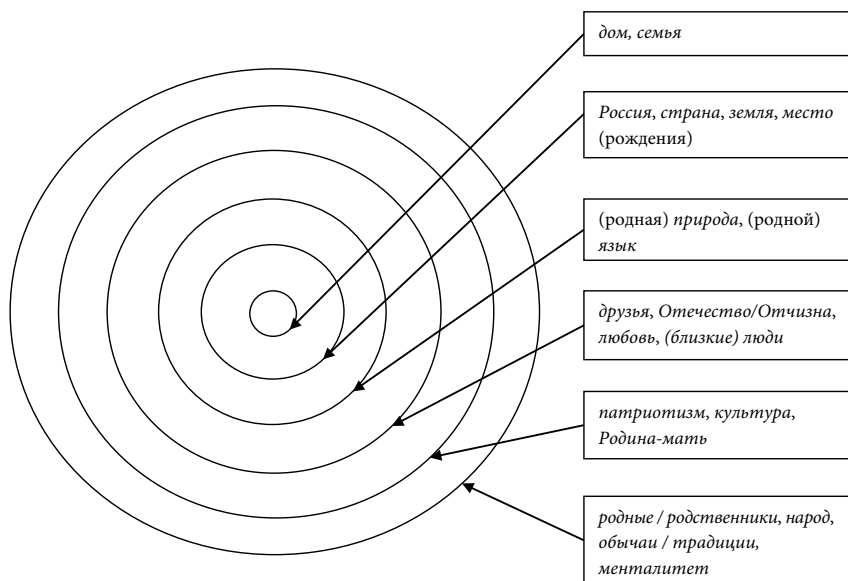 дом, семья
Россия, страна, земля, место
(рождения)
(родная) природа, (родной)
язык
друзья, Отечество/Отчизна,
любовь, (близкие) люди
патриотизм, культура,
Родина-мать
родные / родственники, народ,
обычаи / традиции,
менталитет